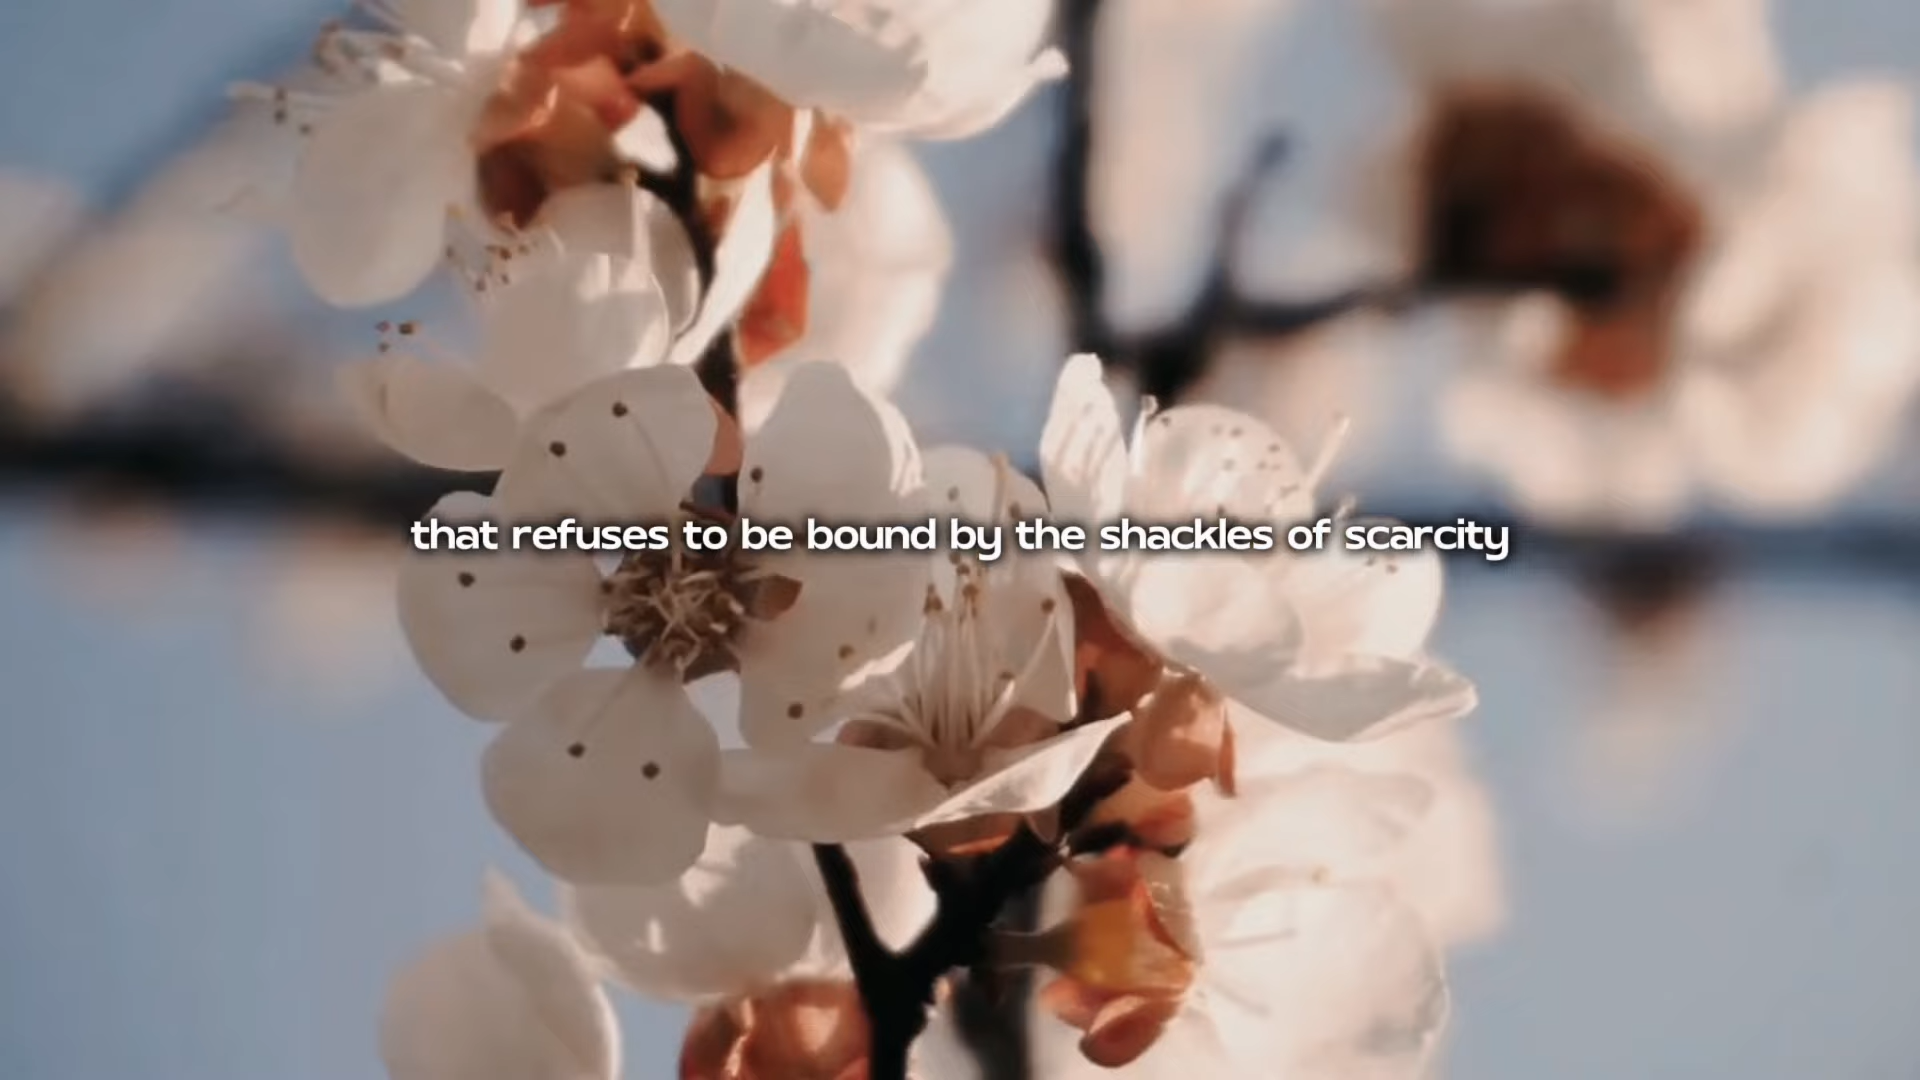 that refuses to be bound by the shackles of scarcity